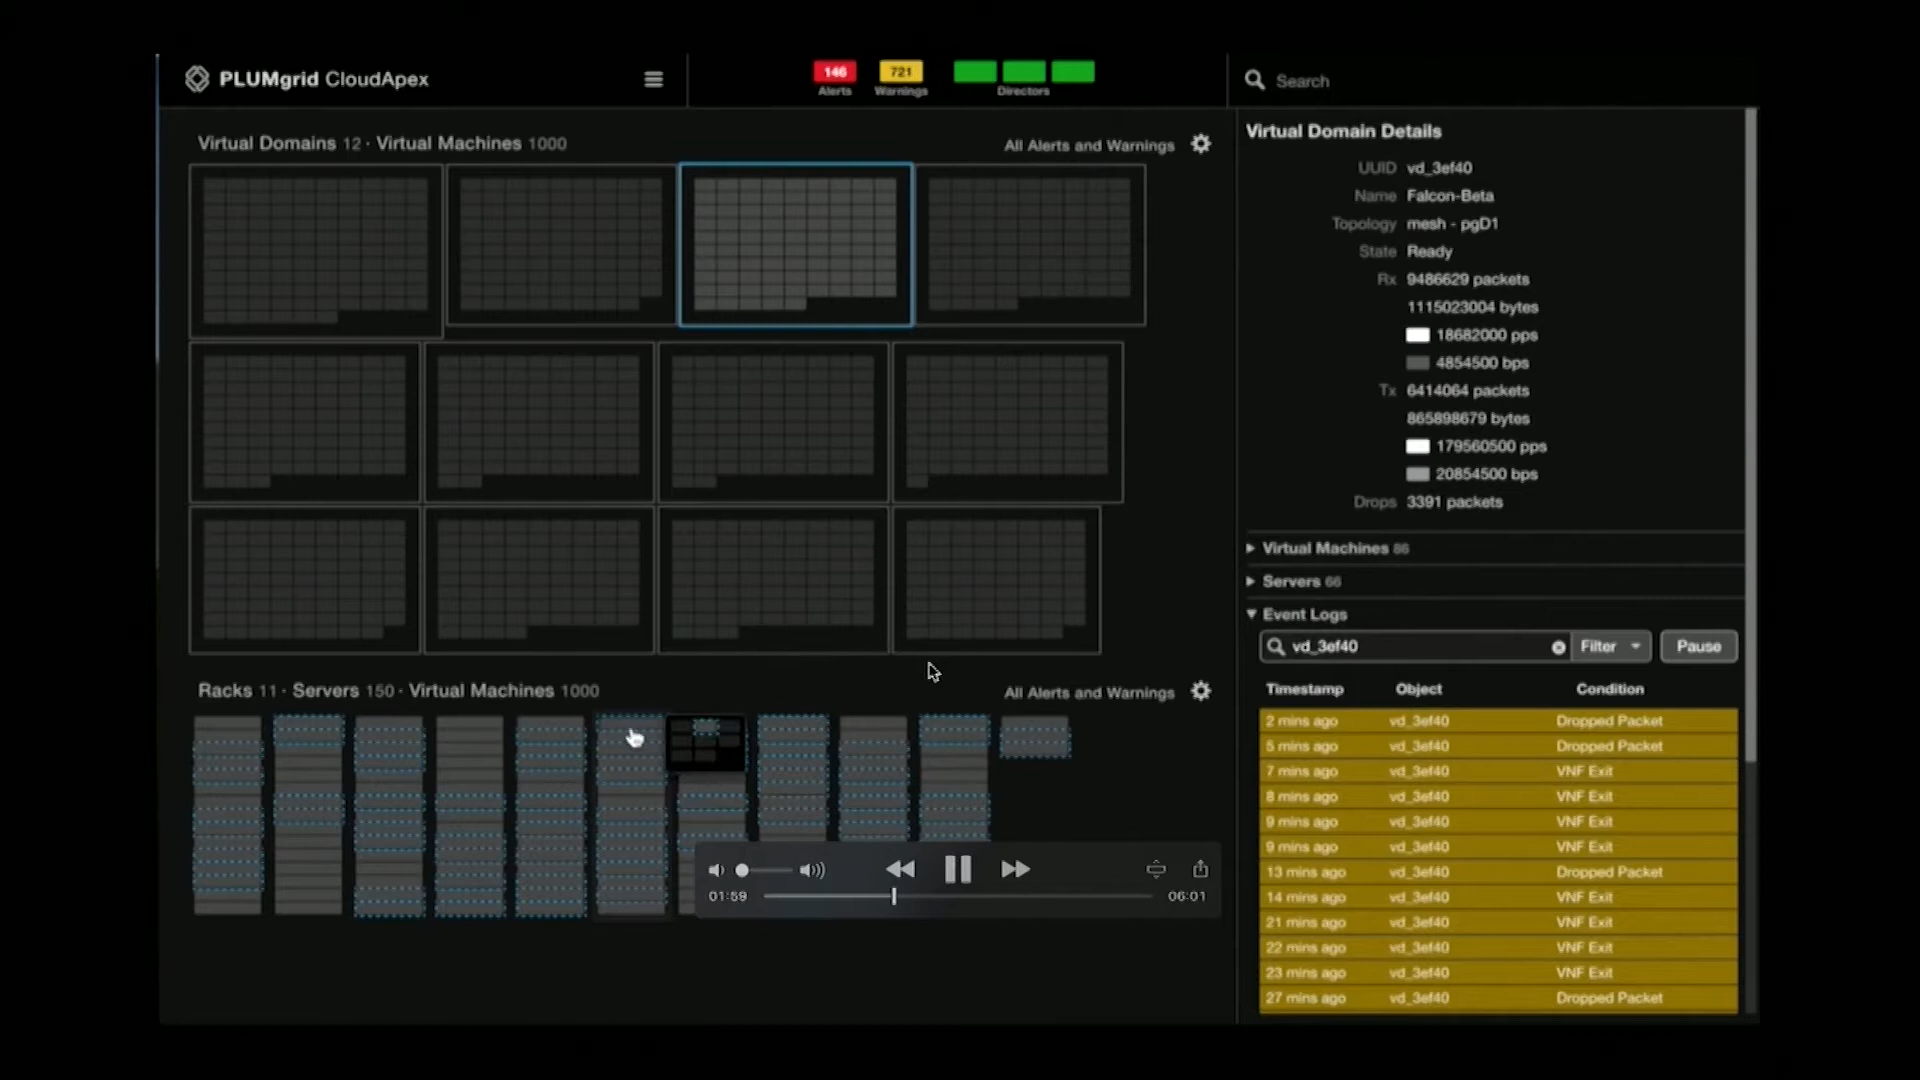 PLUMgrid CloudApex
146 Alerts
721 Warnings
Directors
Search
Virtual Domains 12 · Virtual Machines 1000
All Alerts and Warnings
Racks 11 · Servers 150 · Virtual Machines 1000
All Alerts and Warnings
01:59
06:01
Virtual Domain Details
UUID vd_3ef40
Name Falcon-Beta
Topology mesh - pgD1
State Ready
Rx 9486629 packets
1115023004 bytes
18682000 pps
4854500 bps
Tx 6414064 packets
865898679 bytes
179560500 pps
20854500 bps
Drops 3391 packets
Virtual Machines 86
Servers 66
Event Logs
vd_3ef40 Filter Pause
Timestamp Object Condition
2 mins ago vd_3ef40 Dropped Packet
5 mins ago vd_3ef40 Dropped Packet
7 mins ago vd_3ef40 VNF Exit
8 mins ago vd_3ef40 VNF Exit
9 mins ago vd_3ef40 VNF Exit
9 mins ago vd_3ef40 VNF Exit
13 mins ago vd_3ef40 Dropped Packet
14 mins ago vd_3ef40 VNF Exit
21 mins ago vd_3ef40 VNF Exit
22 mins ago vd_3ef40 VNF Exit
23 mins ago vd_3ef40 VNF Exit
27 mins ago vd_3ef40 Dropped Packet